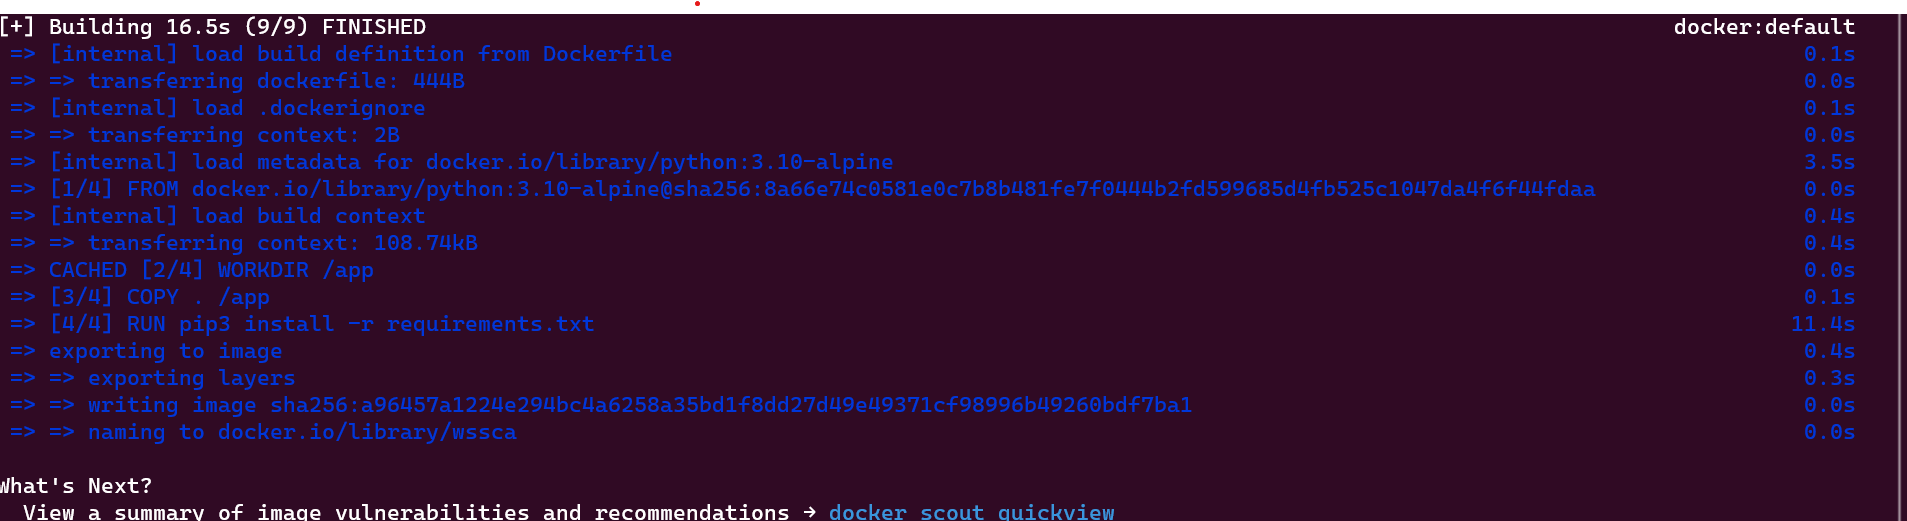 [+] Building 16.5s (9/9) FINISHED docker:default
=> [internal] load build definition from Dockerfile 0.1s
=> => transferring dockerfile: 444B 0.0s
=> [internal] load .dockerignore 0.1s
=> => transferring context: 2B 0.0s
=> [internal] load metadata for docker.io/library/python:3.10-alpine 3.5s
=> [1/4] FROM docker.io/library/python:3.10-alpine@sha256:8a66e74c0581e0c7b8b481fe7f0444b2fd599685d4fb525c1047da4f6f44fdaa 0.0s
=> [internal] load build context 0.4s
=> => transferring context: 108.74kB 0.4s
=> CACHED [2/4] WORKDIR /app 0.0s
=> [3/4] COPY . /app 0.1s
=> [4/4] RUN pip3 install -r requirements.txt 11.4s
=> exporting to image 0.4s
=> => exporting layers 0.3s
=> => writing image sha256:a96457a1224e294bc4a6258a35bd1f8dd27d49e49371cf98996b49260bdf7ba1 0.0s
=> => naming to docker.io/library/wssca 0.0s
What's Next?
View a summary of image vulnerabilities and recommendations → docker scout quickview